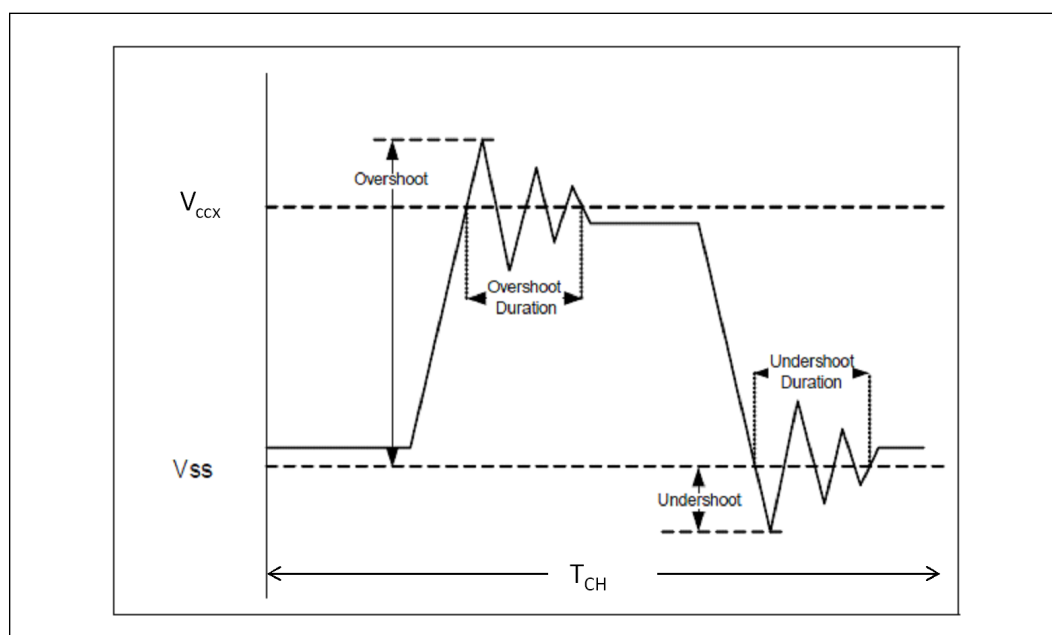 Overshoot
Vccx
Overshoot
Duration
Undershoot
Duration
Vss
Undershoot
TCH